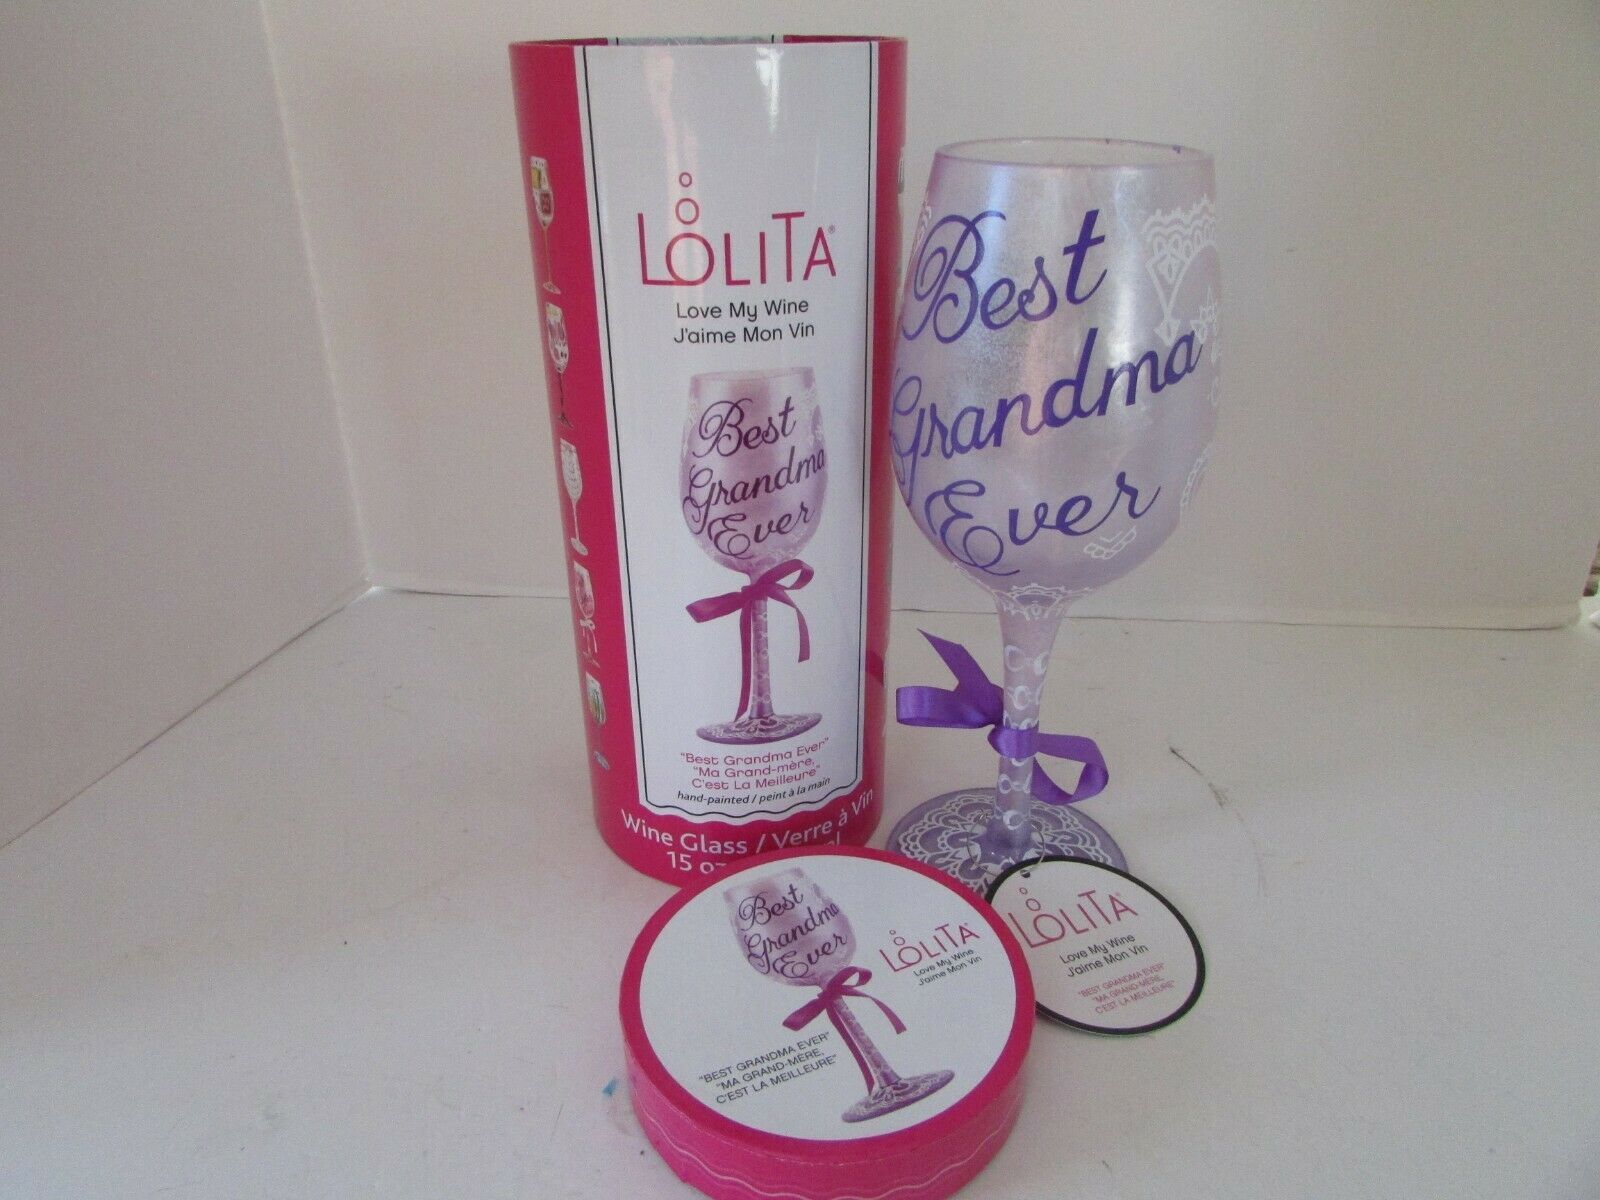 LOLITA®
Love My Wine
J'aime Mon Vin
Best
Grandma
Ever
"Best Grandma Ever"
"Ma Grand-mère,
C'est La Meilleure"
hand-painted / peint à la main
Wine Glass / Verre à Vin
15 oz
Best
Grandma
Ever
Best
Grandma
Ever
LOLITA®
Love My Wine
J'aime Mon Vin
"BEST GRANDMA EVER"
"MA GRAND-MÈRE,
C'EST LA MEILLEURE"
LOLITA®
Love My Wine
J'aime Mon Vin
"BEST GRANDMA EVER"
"MA GRAND-MÈRE,
C'EST LA MEILLEURE"